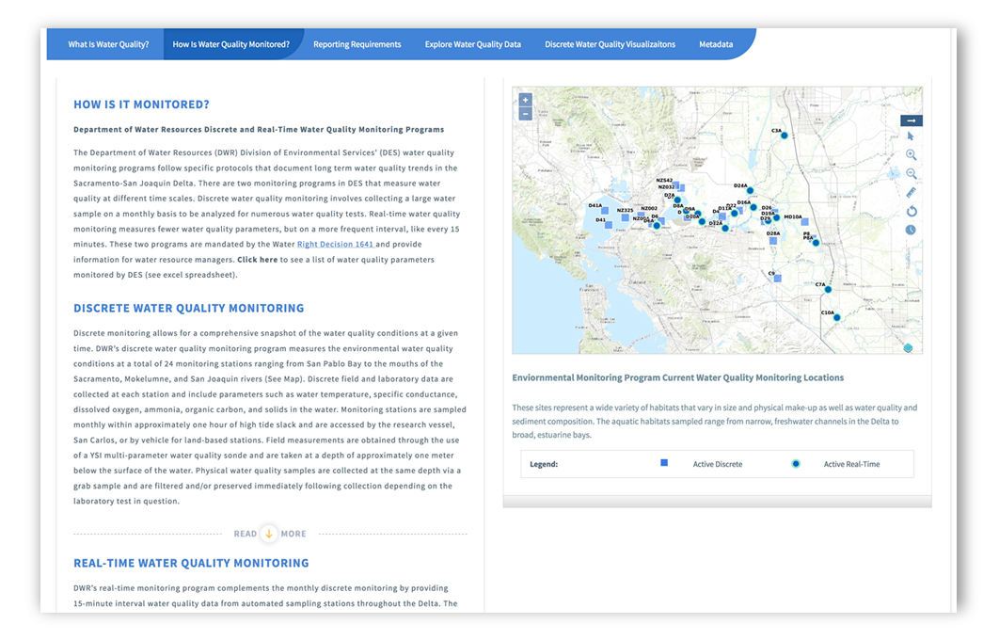 What Is Water Quality?
How Is Water Quality Monitored?
Reporting Requirements
Explore Water Quality Data
Discrete Water Quality Visualizaitons
Metadata
HOW IS IT MONITORED?
Department of Water Resources Discrete and Real-Time Water Quality Monitoring Programs
The Department of Water Resources (DWR) Division of Environmental Services' (DES) water quality
monitoring programs follow specific protocols that document long term water quality trends in the
Sacramento-San Joaquin Delta. There are two monitoring programs in DES that measure water
quality at different time scales. Discrete water quality monitoring involves collecting a large water
sample on a monthly basis to be analyzed for numerous water quality tests. Real-time water quality
monitoring measures fewer water quality parameters, but on a more frequent interval, like every 15
minutes. These two programs are mandated by the Water Right Decision 1641 and provide
information for water resource managers. Click here to see a list of water quality parameters
monitored by DES (see excel spreadsheet).
DISCRETE WATER QUALITY MONITORING
Discrete monitoring allows for a comprehensive snapshot of the water quality conditions at a given
time. DWR's discrete water quality monitoring program measures the environmental water quality
conditions at a total of 24 monitoring stations ranging from San Pablo Bay to the mouths of the
Sacramento, Mokelumne, and San Joaquin rivers (See Map). Discrete field and laboratory data are
collected at each station and include parameters such as water temperature, specific conductance,
dissolved oxygen, ammonia, organic carbon, and solids in the water. Monitoring stations are sampled
monthly within approximately one hour of high tide slack and are accessed by the research vessel,
San Carlos, or by vehicle for land-based stations. Field measurements are obtained through the use
of a YSI multi-parameter water quality sonde and are taken at a depth of approximately one meter
below the surface of the water. Physical water quality samples are collected at the same depth via a
grab sample and are filtered and/or preserved immediately following collection depending on the
laboratory test in question.
READ MORE
REAL-TIME WATER QUALITY MONITORING
DWR's real-time monitoring program complements the monthly discrete monitoring by providing
15-minute interval water quality data from automated sampling stations throughout the Delta. The
+
−
C3A
NZS42
NZ032
D7A
D24A
D41A
D41
NZ325
NZ002
D6
D6A
D8A
D9A
D10A
D4
D11A
D22
D16A
D12A
D26
D19A
D29
MD10A
D28A
P8
P8A
C9
C7A
C10A
San
Francisco
Oakland
Enviornmental Monitoring Program Current Water Quality Monitoring Locations
These sites represent a wide variety of habitats that vary in size and physical make-up as well as water quality and
sediment composition. The aquatic habitats sampled range from narrow, freshwater channels in the Delta to
broad, estuarine bays.
Legend:
Active Discrete
Active Real-Time